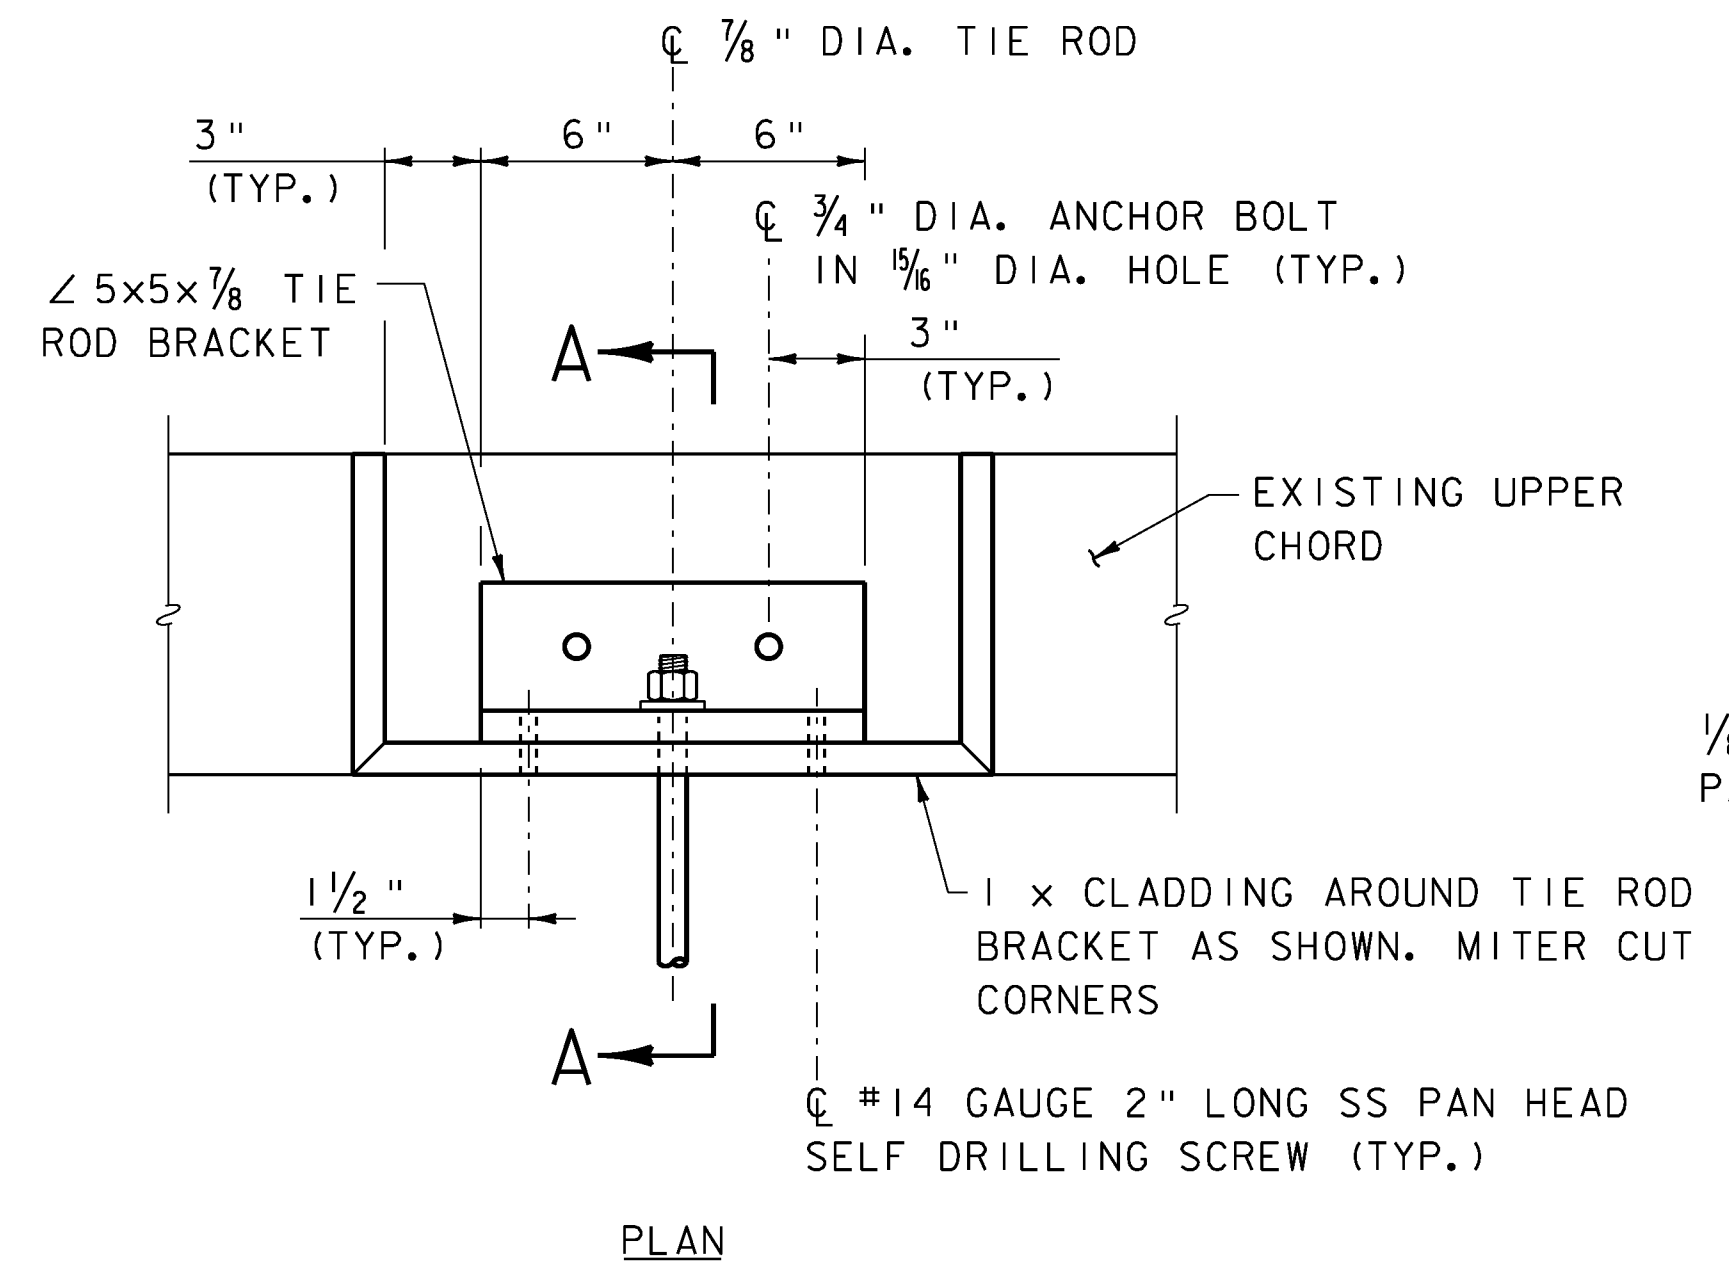 ℄ 7/8" DIA. TIE ROD
3"
(TYP.)
6"
6"
℄ 3/4" DIA. ANCHOR BOLT
IN 15/16" DIA. HOLE (TYP.)
∠ 5x5x7/8 TIE
ROD BRACKET
A
3"
(TYP.)
EXISTING UPPER
CHORD
1 1/2"
(TYP.)
1 x CLADDING AROUND TIE ROD
BRACKET AS SHOWN. MITER CUT
CORNERS
A
℄ #14 GAUGE 2" LONG SS PAN HEAD
SELF DRILLING SCREW (TYP.)
PLAN